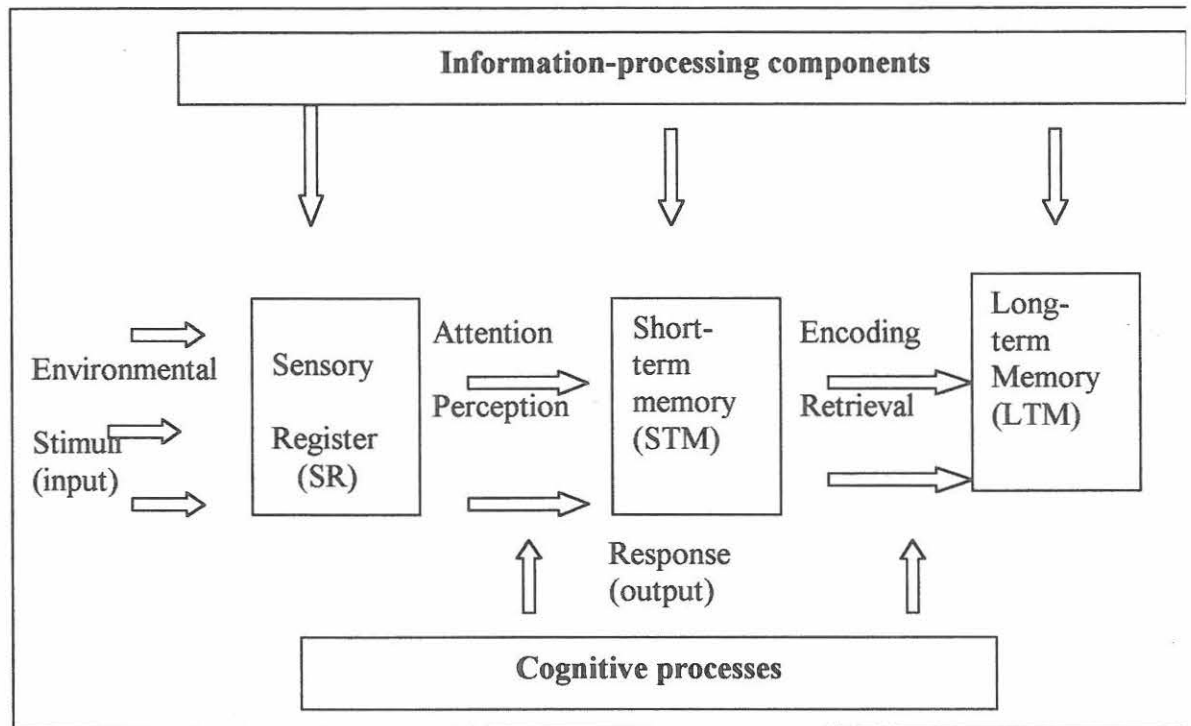 Information-processing components
Environmental
Stimuli
(input)
Sensory
Register
(SR)
Attention
Perception
Short-
term
memory
(STM)
Encoding
Retrieval
Long-
term
Memory
(LTM)
Response
(output)
Cognitive processes